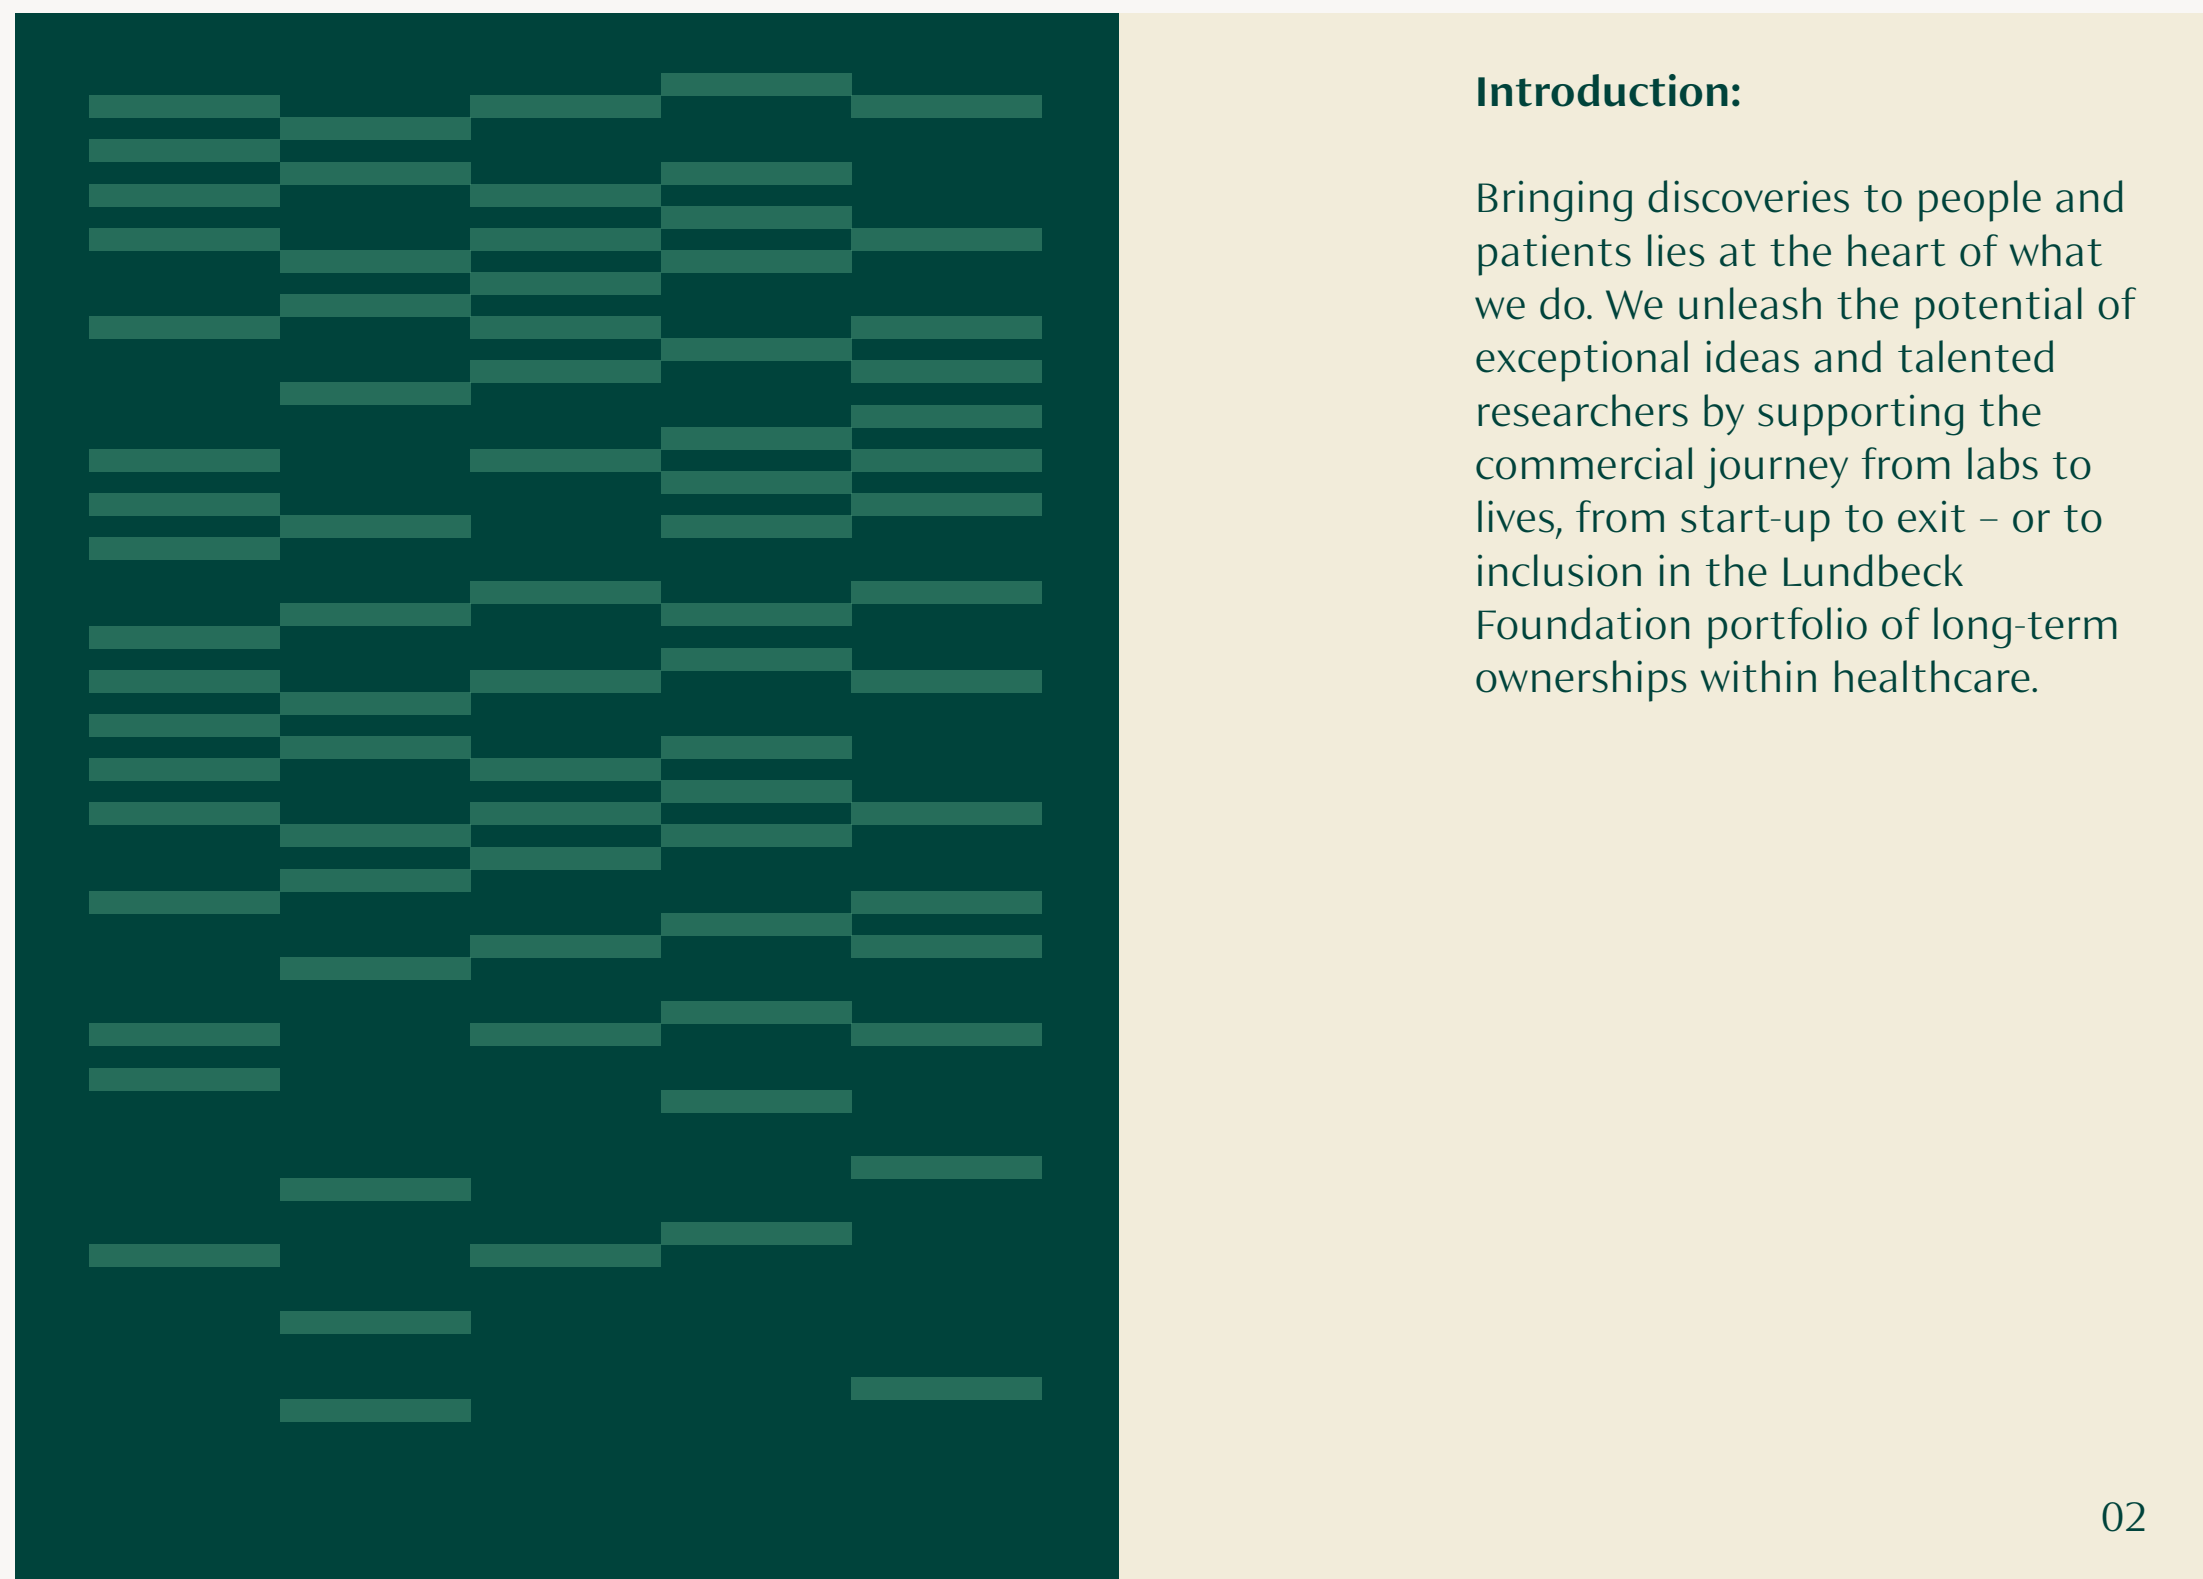 Introduction:
Bringing discoveries to people and
patients lies at the heart of what
we do. We unleash the potential of
exceptional ideas and talented
researchers by supporting the
commercial journey from labs to
lives, from start-up to exit – or to
inclusion in the Lundbeck
Foundation portfolio of long-term
ownerships within healthcare.
02